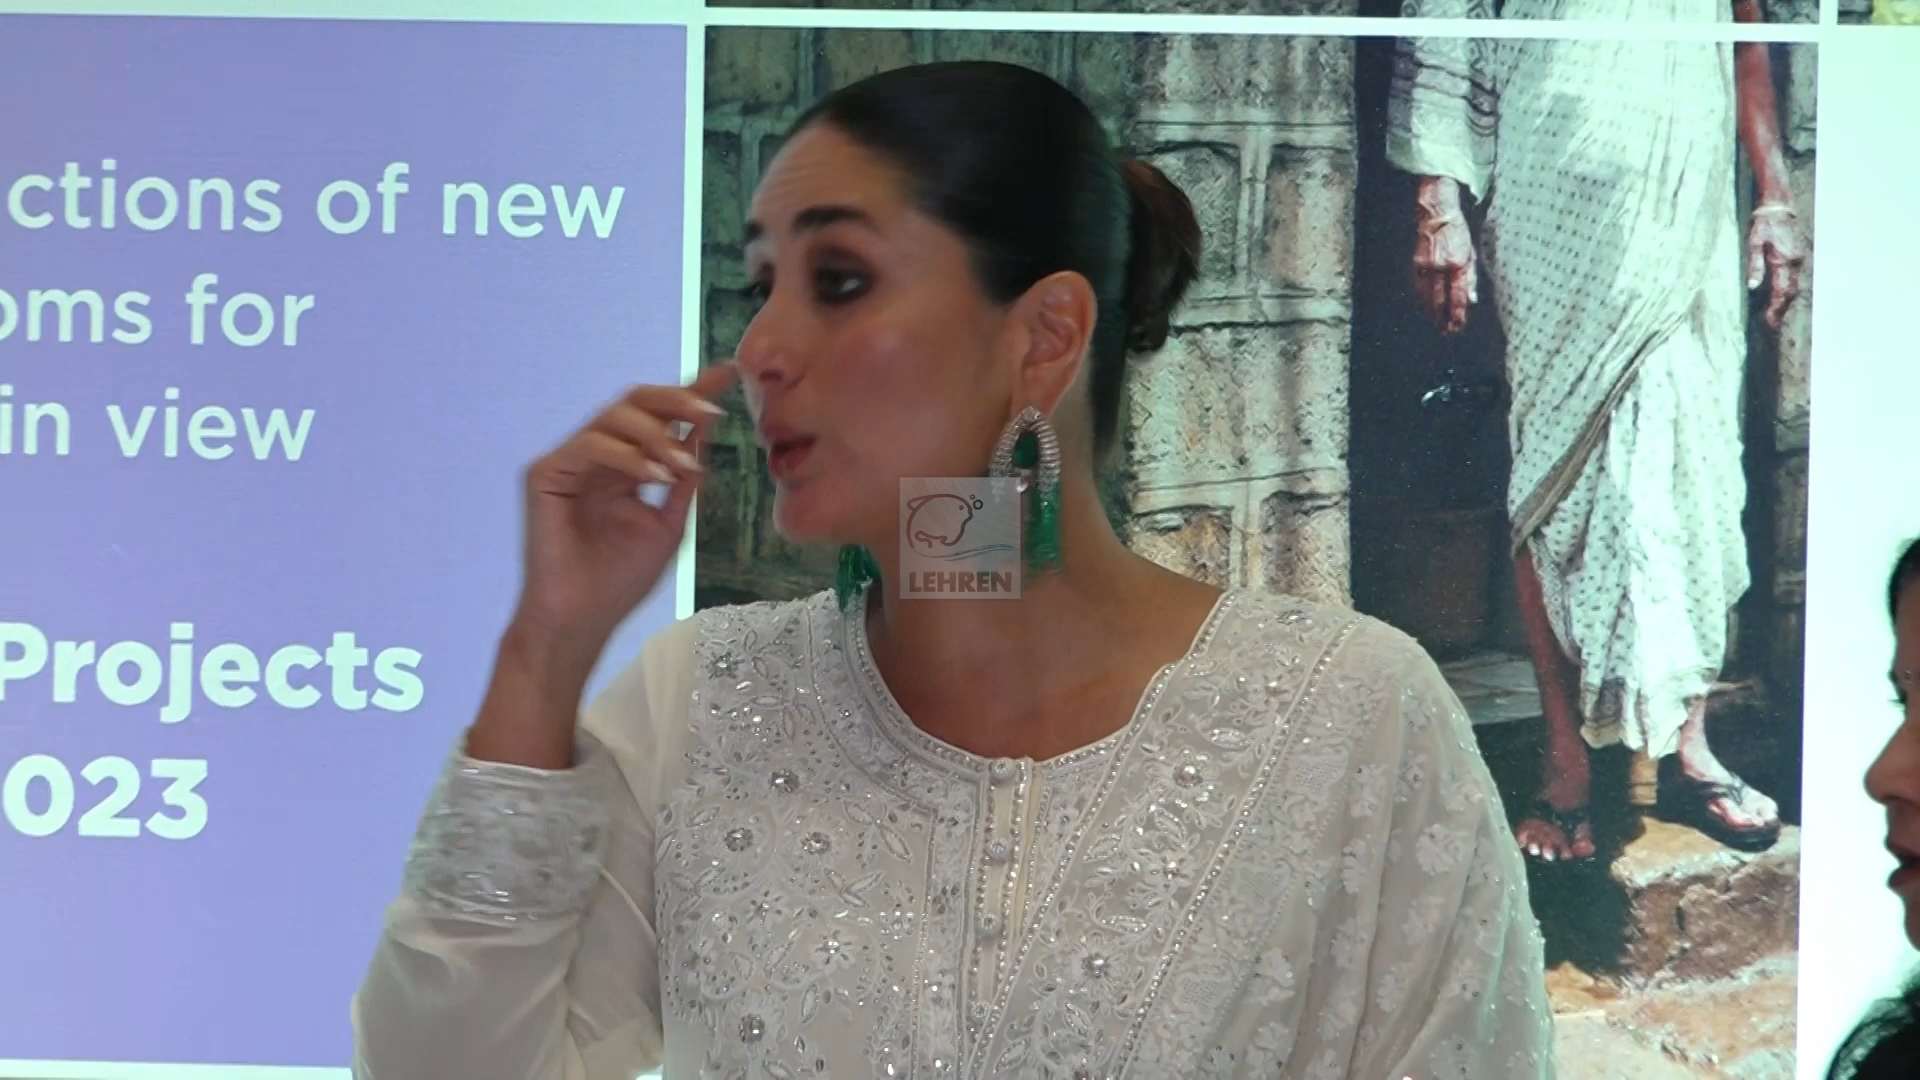 ctions of new
oms for
in view
Projects
023
LEHREN